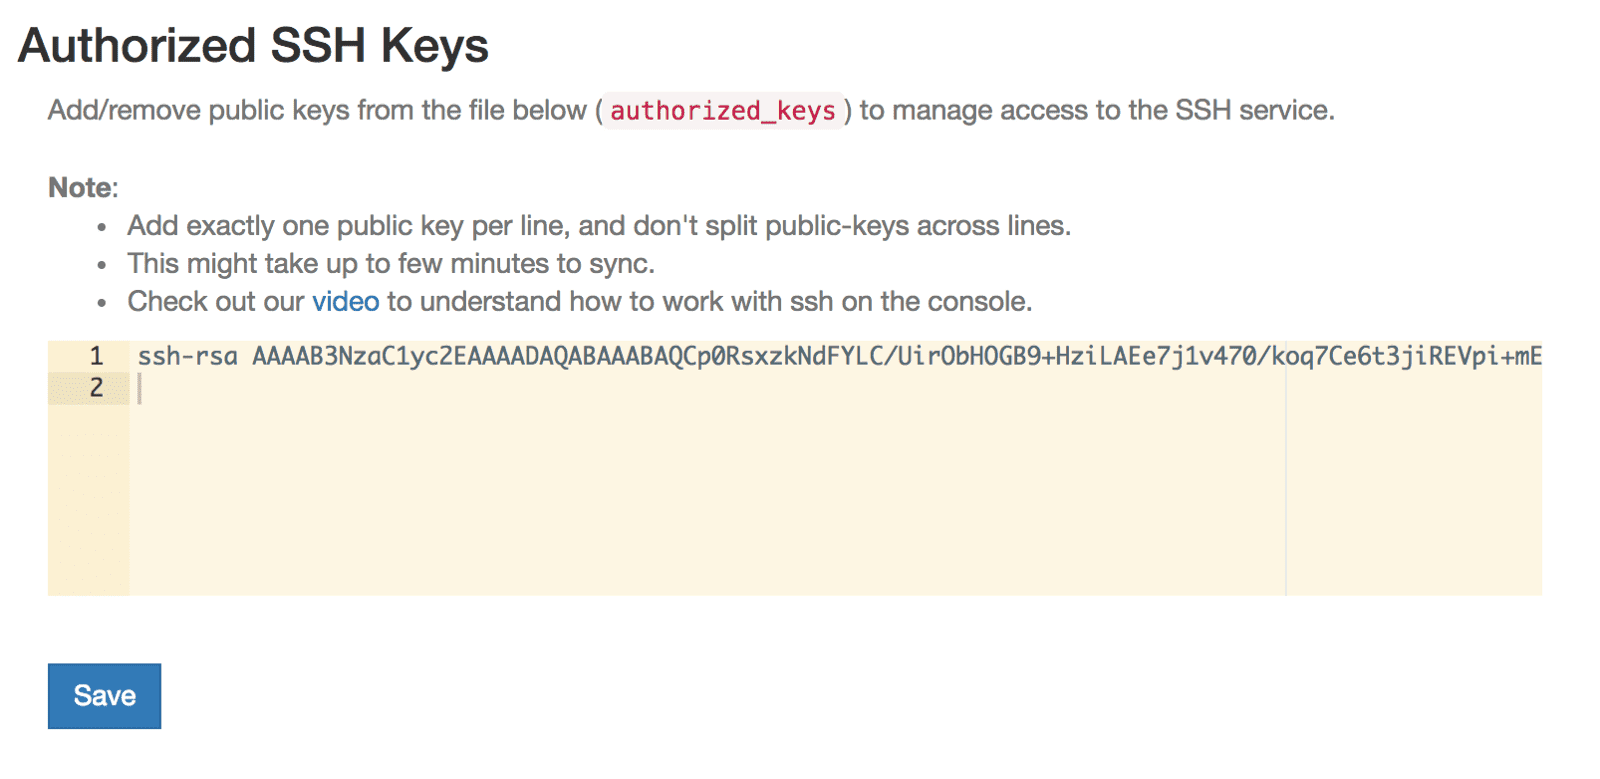 Authorized SSH Keys
Add/remove public keys from the file below ( authorized_keys ) to manage access to the SSH service.
Note:
• Add exactly one public key per line, and don't split public-keys across lines.
• This might take up to few minutes to sync.
• Check out our video to understand how to work with ssh on the console.
1 ssh-rsa AAAAB3NzaC1yc2EAAAADAQABAAABAQCp0RsxzkNdFYLC/UirObHOGB9+HziLAEe7j1v470/koq7Ce6t3jiREVpi+mE
2
Save